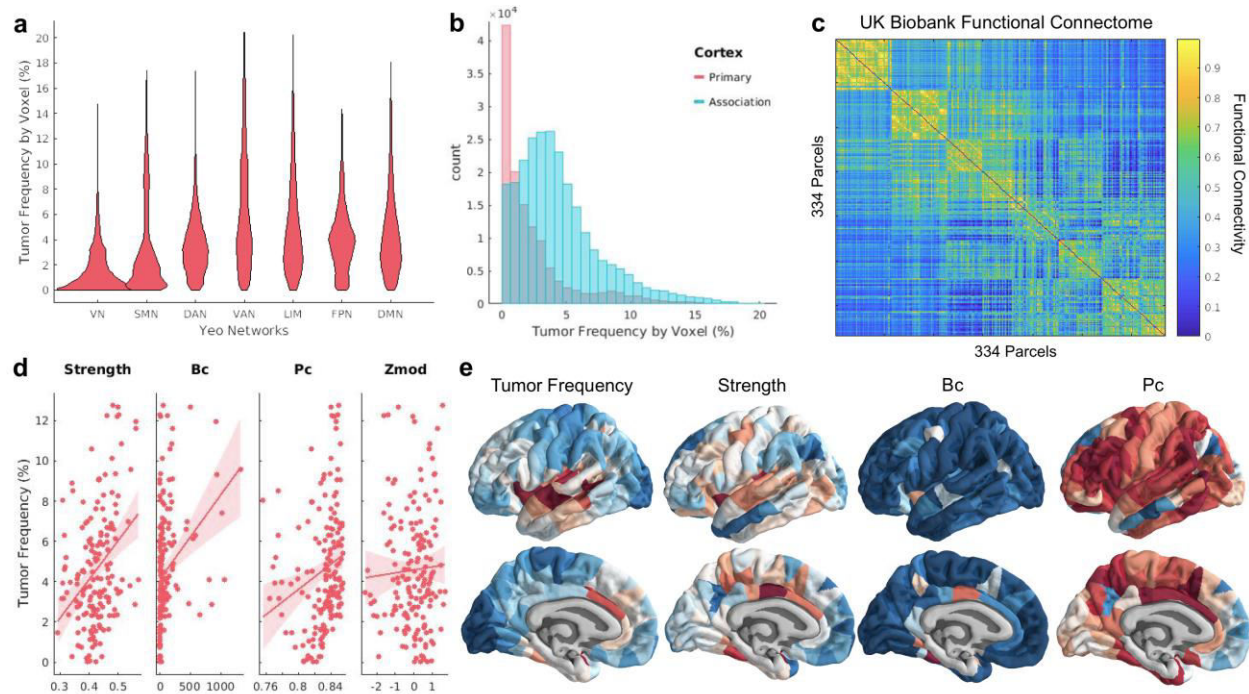 a
Tumor Frequency by Voxel (%)
20
18
16
14
12
10
8
6
4
2
0
VN SMN DAN VAN LIM FPN DMN
Yeo Networks
b
×10⁴
count
4
3.5
3
2.5
2
1.5
1
0.5
0
0 5 10 15 20
Tumor Frequency by Voxel (%)
Cortex
Primary
Association
c
UK Biobank Functional Connectome
334 Parcels
334 Parcels
0.9
0.8
0.7
0.6
0.5
0.4
0.3
0.2
0.1
0
Functional Connectivity
d
Strength Bc Pc Zmod
Tumor Frequency (%)
12
10
8
6
4
2
0
0.3 0.4 0.5 0 500 1000 0.76 0.8 0.84 -2 -1 0 1
e
Tumor Frequency Strength Bc Pc